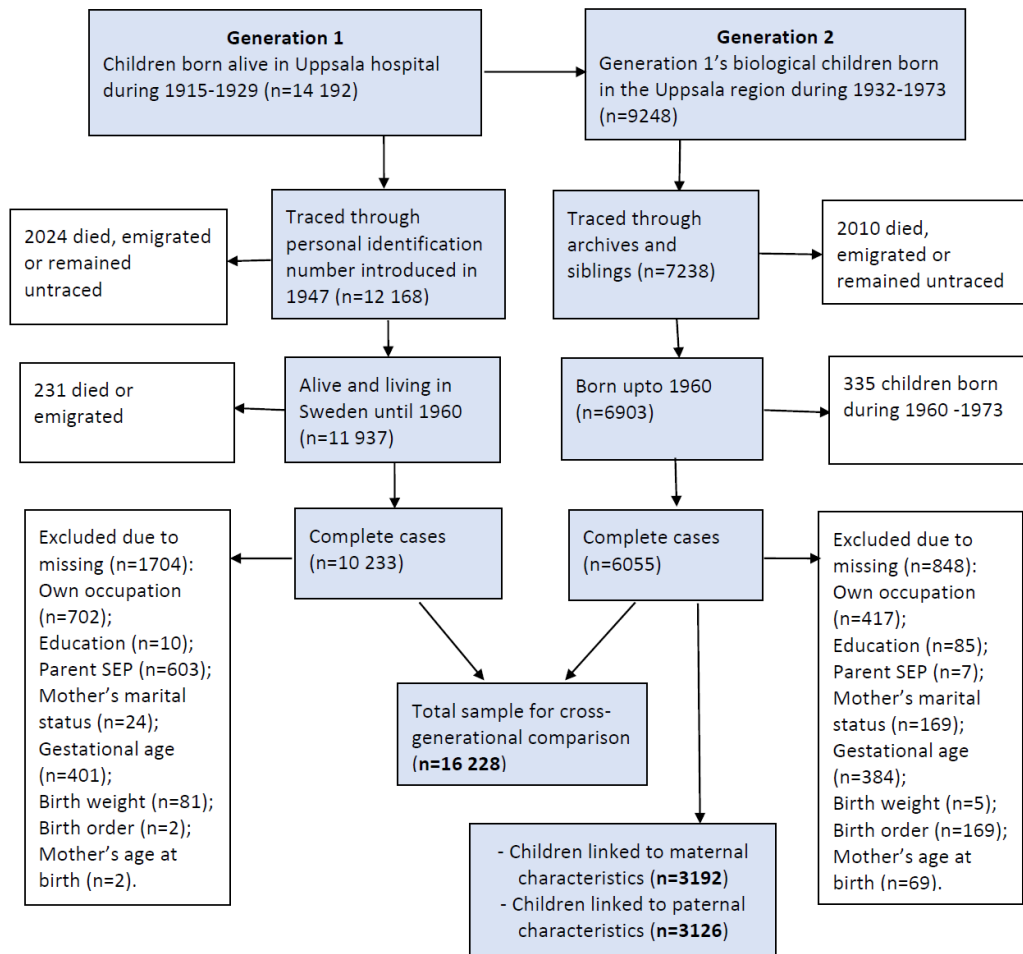 Generation 1
Children born alive in Uppsala hospital
during 1915-1929 (n=14 192)
Generation 2
Generation 1's biological children born
in the Uppsala region during 1932-1973
(n=9248)
2024 died, emigrated
or remained
untraced
Traced through
personal identification
number introduced in
1947 (n=12 168)
Traced through
archives and
siblings (n=7238)
2010 died,
emigrated or
remained untraced
231 died or
emigrated
Alive and living in
Sweden until 1960
(n=11 937)
Born upto 1960
(n=6903)
335 children born
during 1960 -1973
Excluded due to
missing (n=1704):
Own occupation
(n=702);
Education (n=10);
Parent SEP (n=603);
Mother's marital
status (n=24);
Gestational age
(n=401);
Birth weight (n=81);
Birth order (n=2);
Mother's age at
birth (n=2).
Complete cases
(n=10 233)
Complete cases
(n=6055)
Excluded due to
missing (n=848):
Own occupation
(n=417);
Education (n=85);
Parent SEP (n=7);
Mother's marital
status (n=169);
Gestational age
(n=384);
Birth weight (n=5);
Birth order (n=169);
Mother's age at
birth (n=69).
Total sample for cross-
generational comparison
(n=16 228)
- Children linked to maternal
characteristics (n=3192)
- Children linked to paternal
characteristics (n=3126)